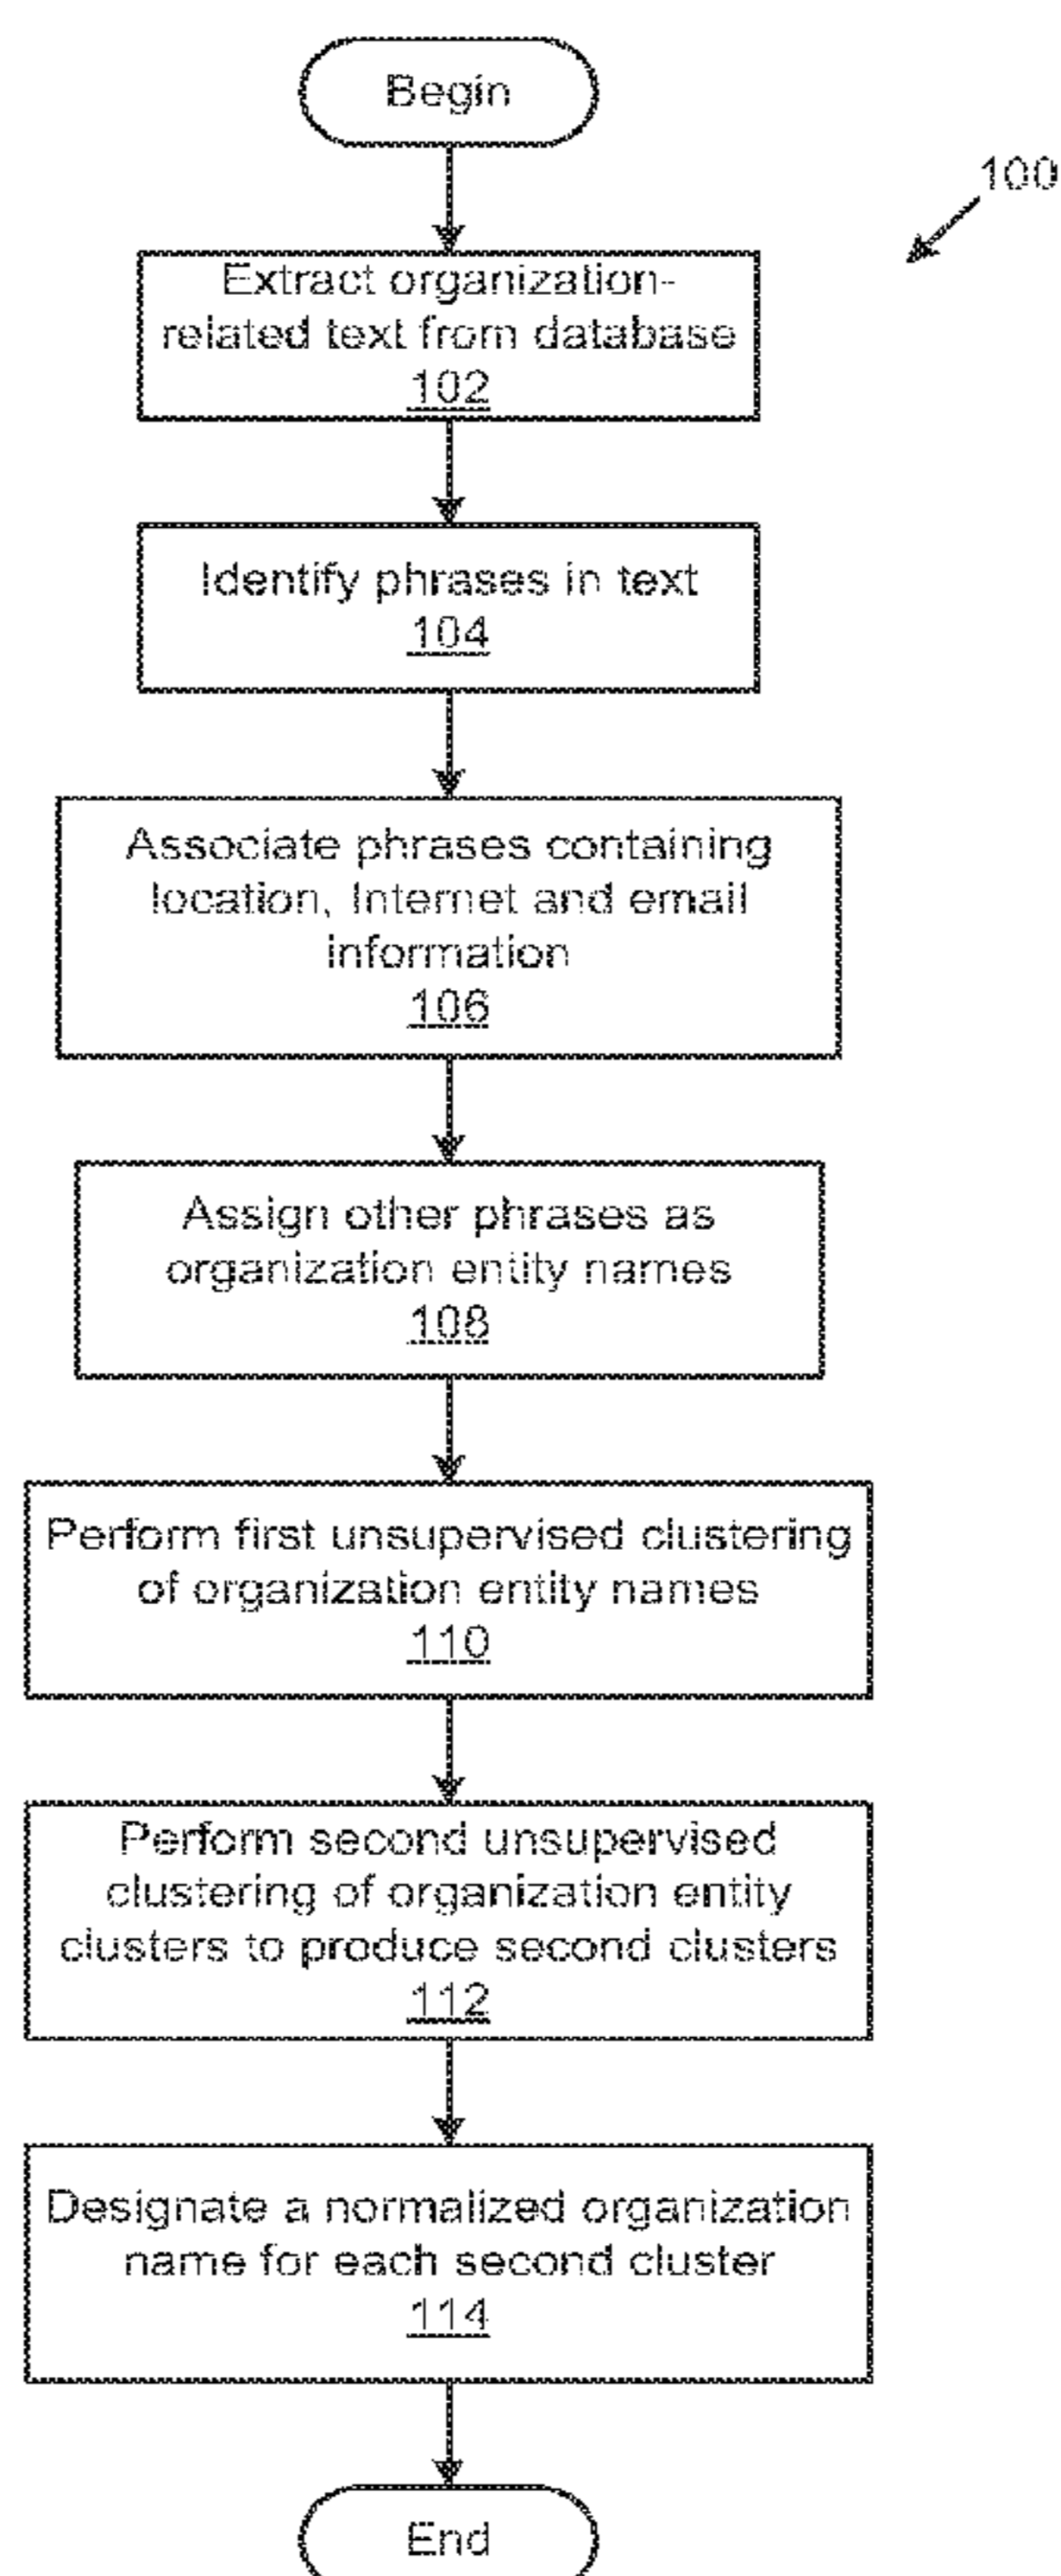 Begin
100
Extract organization-
related text from database
102
Identify phrases in text
104
Associate phrases containing
location, Internet and email
information
106
Assign other phrases as
organization entity names
108
Perform first unsupervised clustering
of organization entity names
110
Perform second unsupervised
clustering of organization entity
clusters to produce second clusters
112
Designate a normalized organization
name for each second cluster
114
End